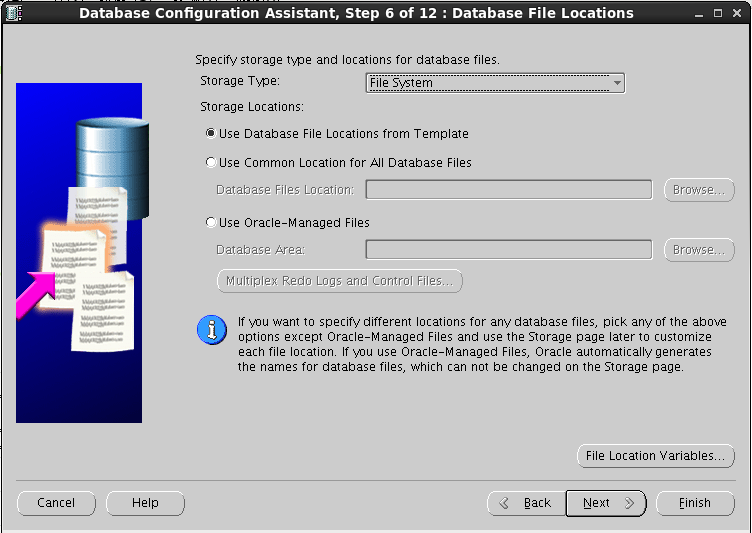 Database Configuration Assistant, Step 6 of 12 : Database File Locations
Specify storage type and locations for database files.
Storage Type: File System
Storage Locations:
Use Database File Locations from Template
Use Common Location for All Database Files
Database Files Location: Browse...
Use Oracle-Managed Files
Database Area: Browse...
Multiplex Redo Logs and Control Files...
If you want to specify different locations for any database files, pick any of the above
options except Oracle-Managed Files and use the Storage page later to customize
each file location. If you use Oracle-Managed Files, Oracle automatically generates
the names for database files, which can not be changed on the Storage page.
File Location Variables...
Cancel Help Back Next Finish